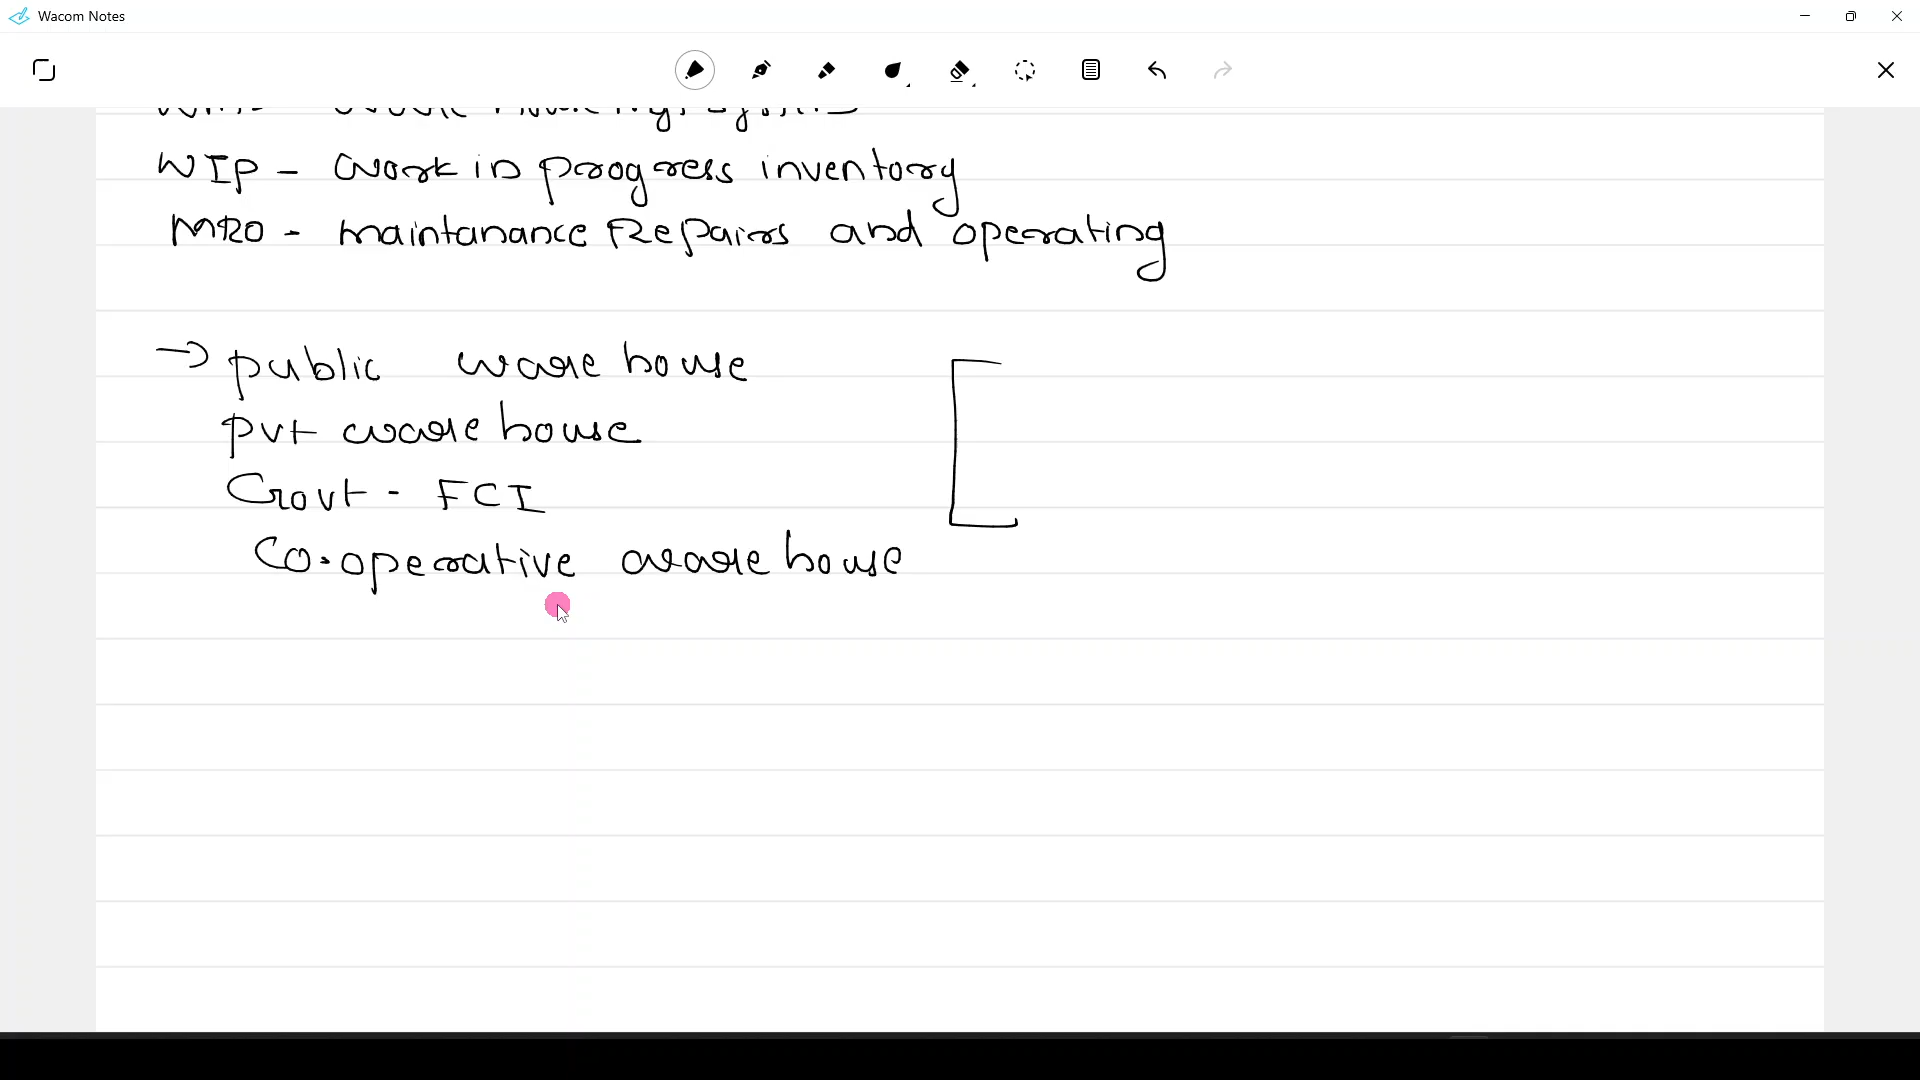 Wacom Notes
WIP - Work in progress inventory
MRO - maintanance Repairs and operating
→ public ware house
pvt ware house
Govt - FCI
Co-operative ware house